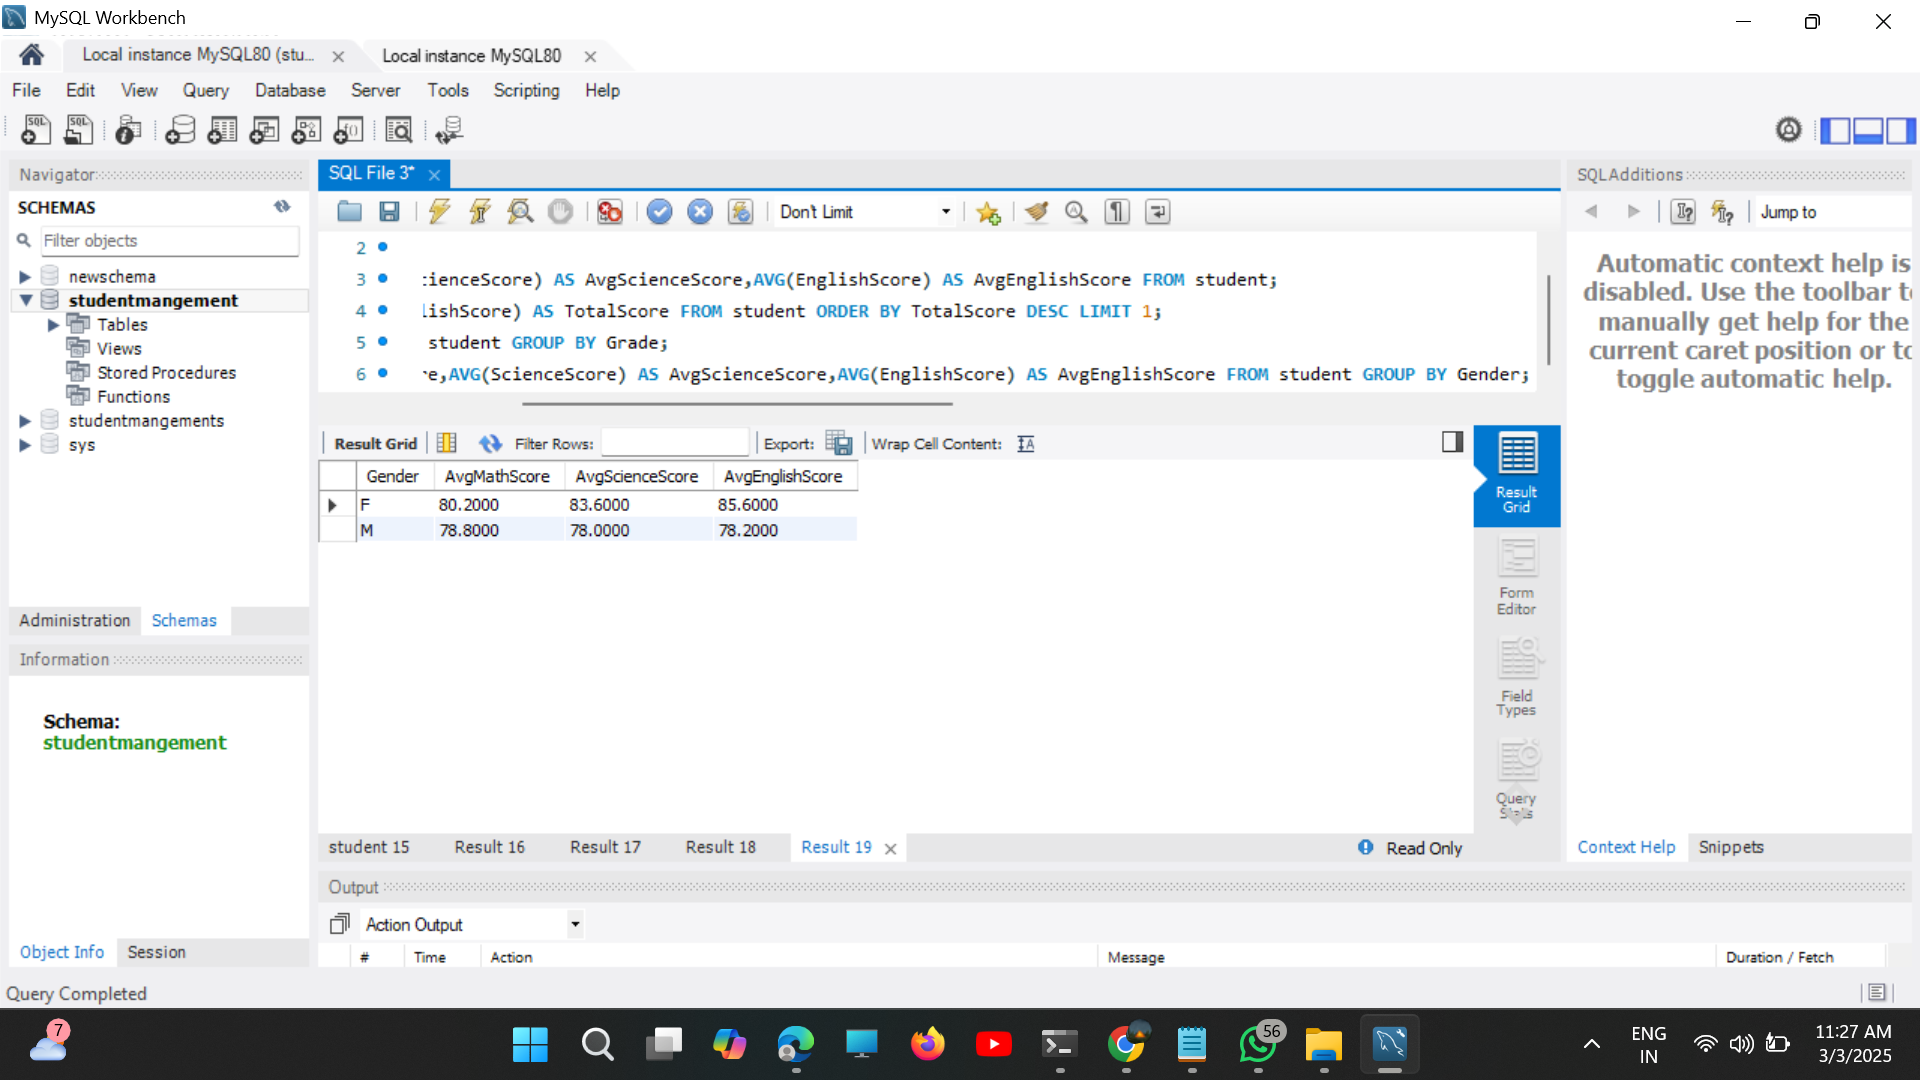 MySQL Workbench
Local instance MySQL80 (stu...
Local instance MySQL80
File Edit View Query Database Server Tools Scripting Help
Navigator
SCHEMAS
Filter objects
newschema
studentmangement
Tables
Views
Stored Procedures
Functions
studentmangements
sys
Administration Schemas
Information
Schema:
studentmangement
Object Info Session
SQL File 3*
Don't Limit
2
3 :ienceScore) AS AvgScienceScore,AVG(EnglishScore) AS AvgEnglishScore FROM student;
4 lishScore) AS TotalScore FROM student ORDER BY TotalScore DESC LIMIT 1;
5 student GROUP BY Grade;
6 e,AVG(ScienceScore) AS AvgScienceScore,AVG(EnglishScore) AS AvgEnglishScore FROM student GROUP BY Gender;
Result Grid Filter Rows: Export: Wrap Cell Content:
Gender AvgMathScore AvgScienceScore AvgEnglishScore
F 80.2000 83.6000 85.6000
M 78.8000 78.0000 78.2000
Result
Grid
Form
Editor
Field
Types
Query
Stats
student 15 Result 16 Result 17 Result 18 Result 19
Read Only
SQLAdditions
Jump to
Automatic context help is
disabled. Use the toolbar to
manually get help for the
current caret position or to
toggle automatic help.
Context Help Snippets
Output
Action Output
# Time Action Message Duration / Fetch
Query Completed
7
56
ENG
IN
11:27 AM
3/3/2025